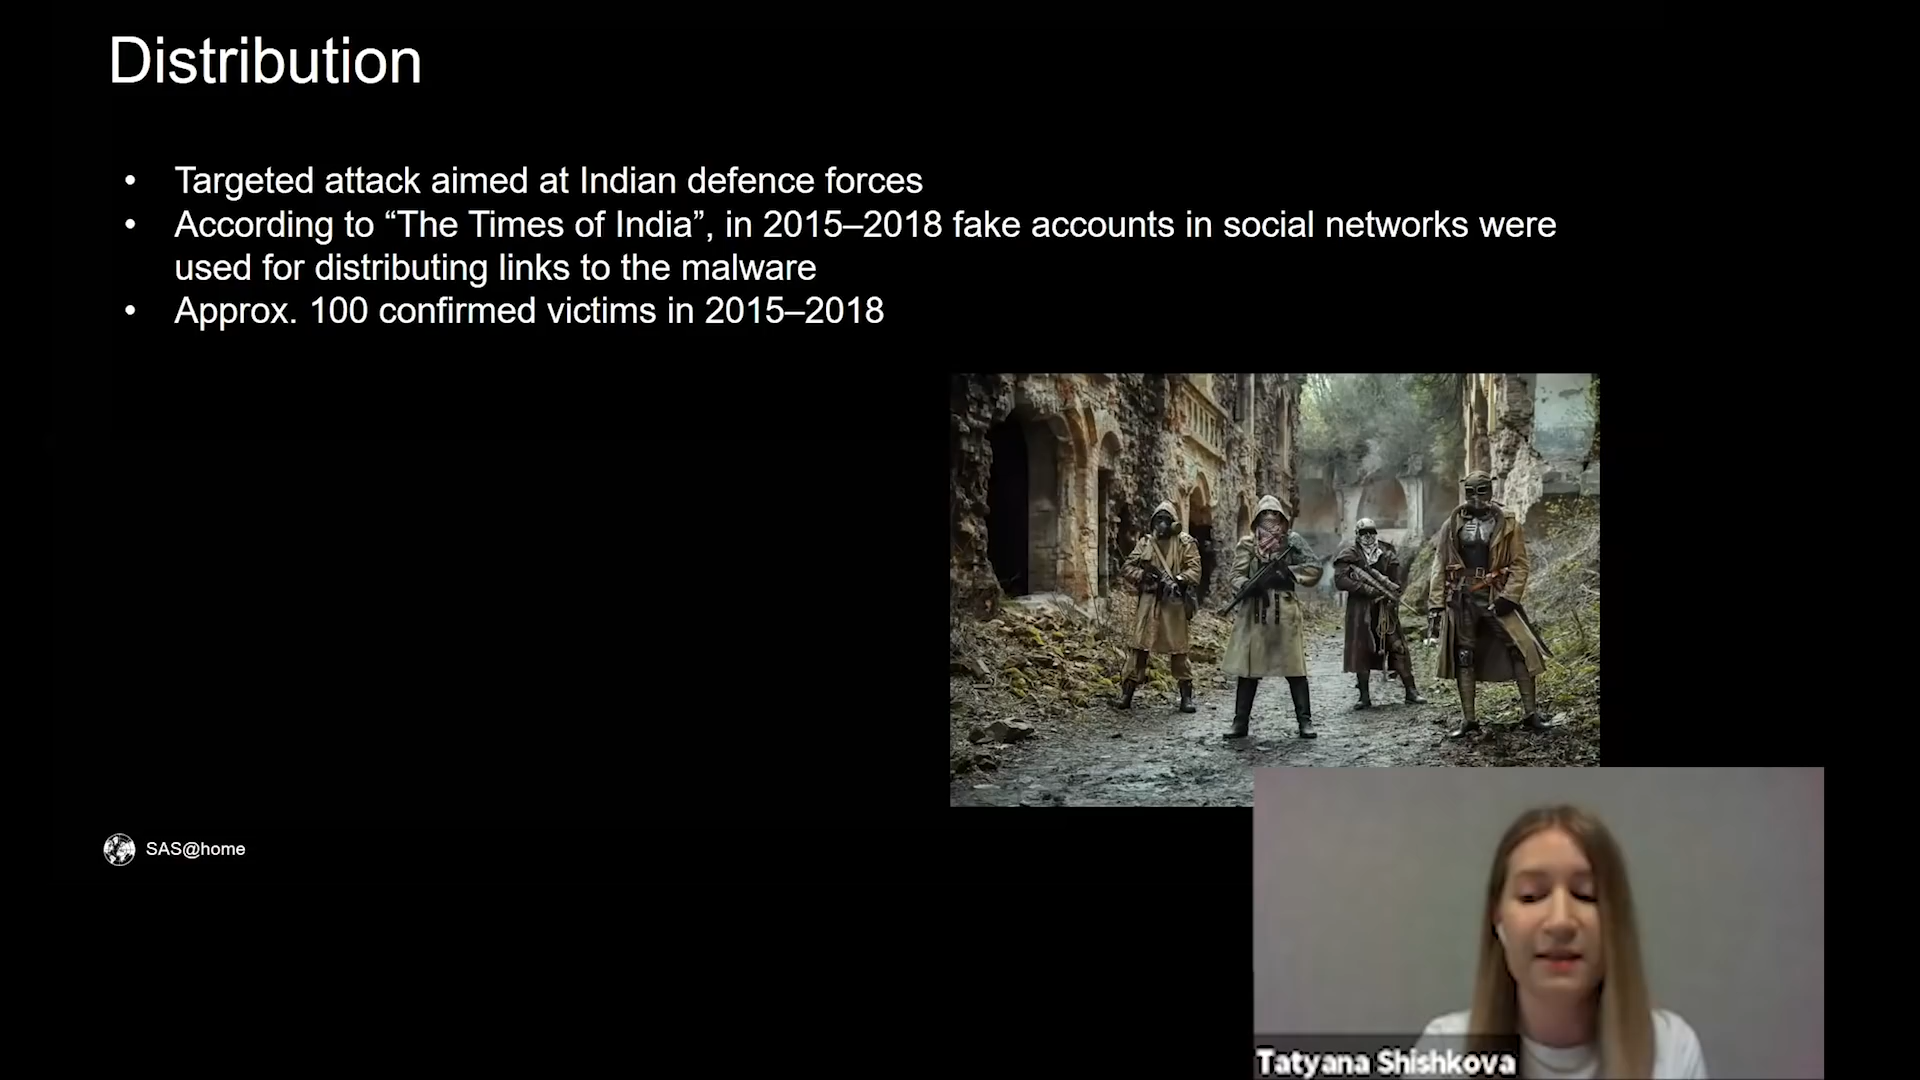 Distribution
• Targeted attack aimed at Indian defence forces
• According to “The Times of India”, in 2015–2018 fake accounts in social networks were
used for distributing links to the malware
• Approx. 100 confirmed victims in 2015–2018
SAS@home
Tatyana Shishkova